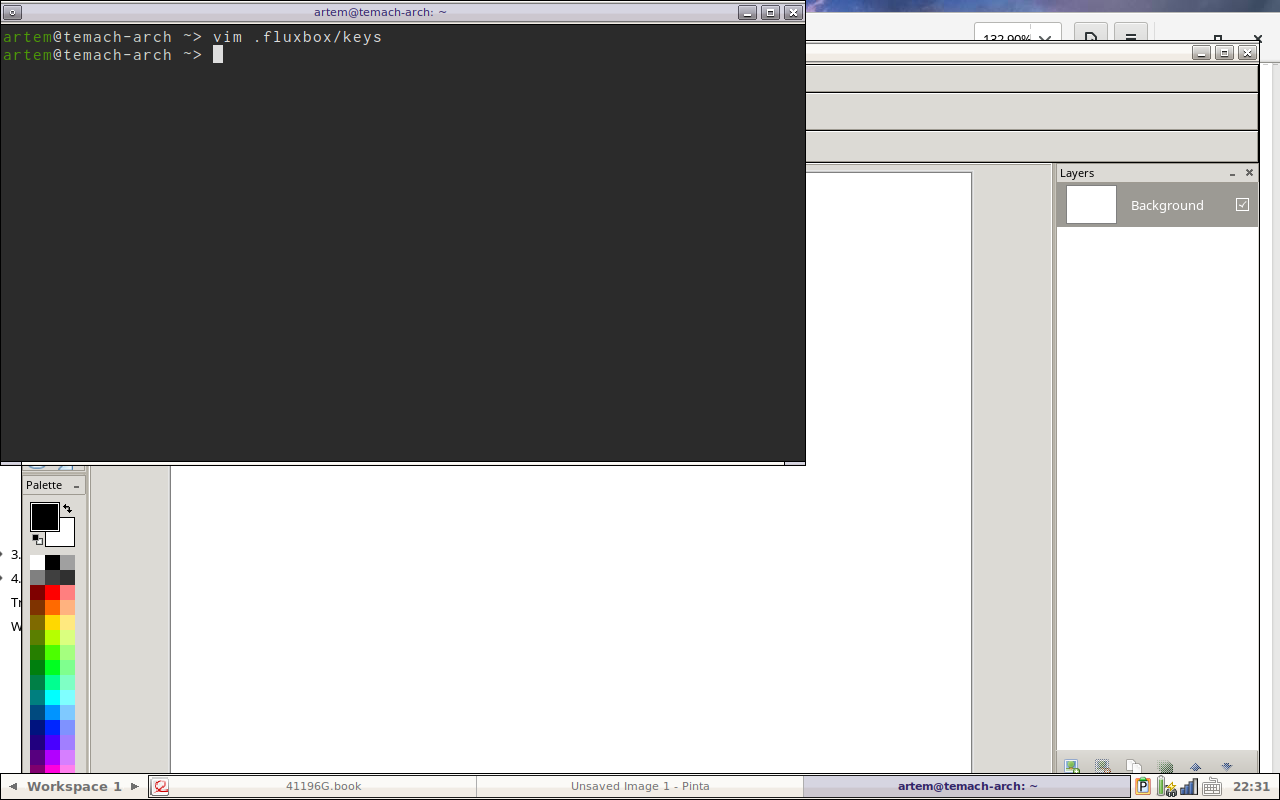 artem@temach-arch: ~
artem@temach-arch ~> vim .fluxbox/keys
artem@temach-arch ~>
132.90%
Layers
Background
Palette
3.
4.
Tr
W
Workspace 1
41196G.book
Unsaved Image 1 - Pinta
artem@temach-arch: ~
22:31